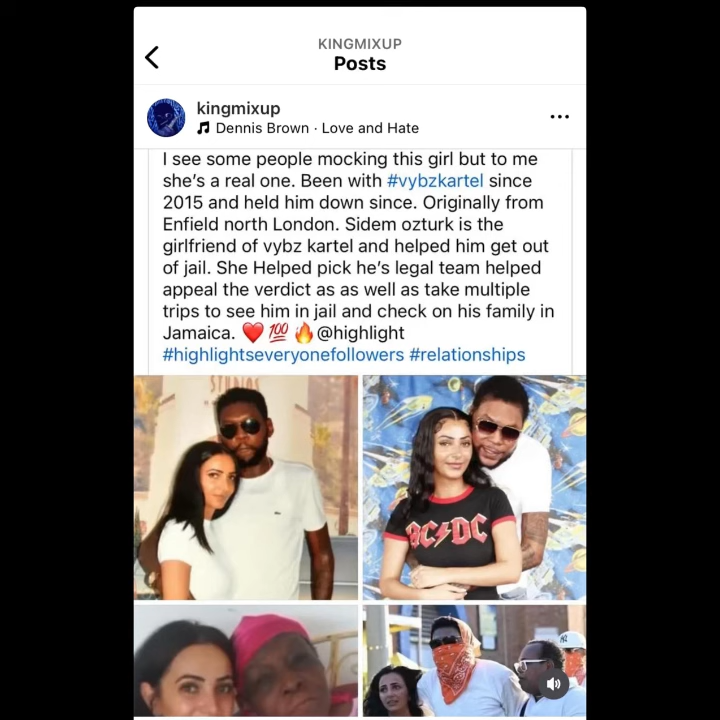 KINGMIXUP
Posts
kingmixup
Dennis Brown · Love and Hate
I see some people mocking this girl but to me
she's a real one. Been with #vybzkartel since
2015 and held him down since. Originally from
Enfield north London. Sidem ozturk is the
girlfriend of vybz kartel and helped him get out
of jail. She Helped pick he's legal team helped
appeal the verdict as as well as take multiple
trips to see him in jail and check on his family in
Jamaica. ❤️ 💯 🔥 @highlight
#highlightseveryonefollowers #relationships
STUDIOS
AC⚡DC